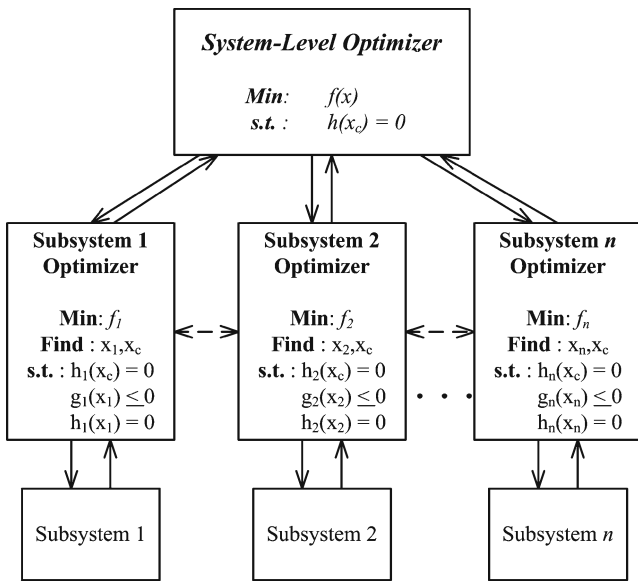 System-Level Optimizer
Min: f(x)
s.t. : h(x_c) = 0
Subsystem 1
Optimizer
Min: f_1
Find : x_1,x_c
s.t. : h_1(x_c) = 0
g_1(x_1) ≤ 0
h_1(x_1) = 0
Subsystem 2
Optimizer
Min: f_2
Find : x_2,x_c
s.t. : h_2(x_c) = 0
g_2(x_2) ≤ 0
h_2(x_2) = 0
. . .
Subsystem n
Optimizer
Min: f_n
Find : x_n,x_c
s.t. : h_n(x_c) = 0
g_n(x_n) ≤ 0
h_n(x_n) = 0
Subsystem 1
Subsystem 2
Subsystem n